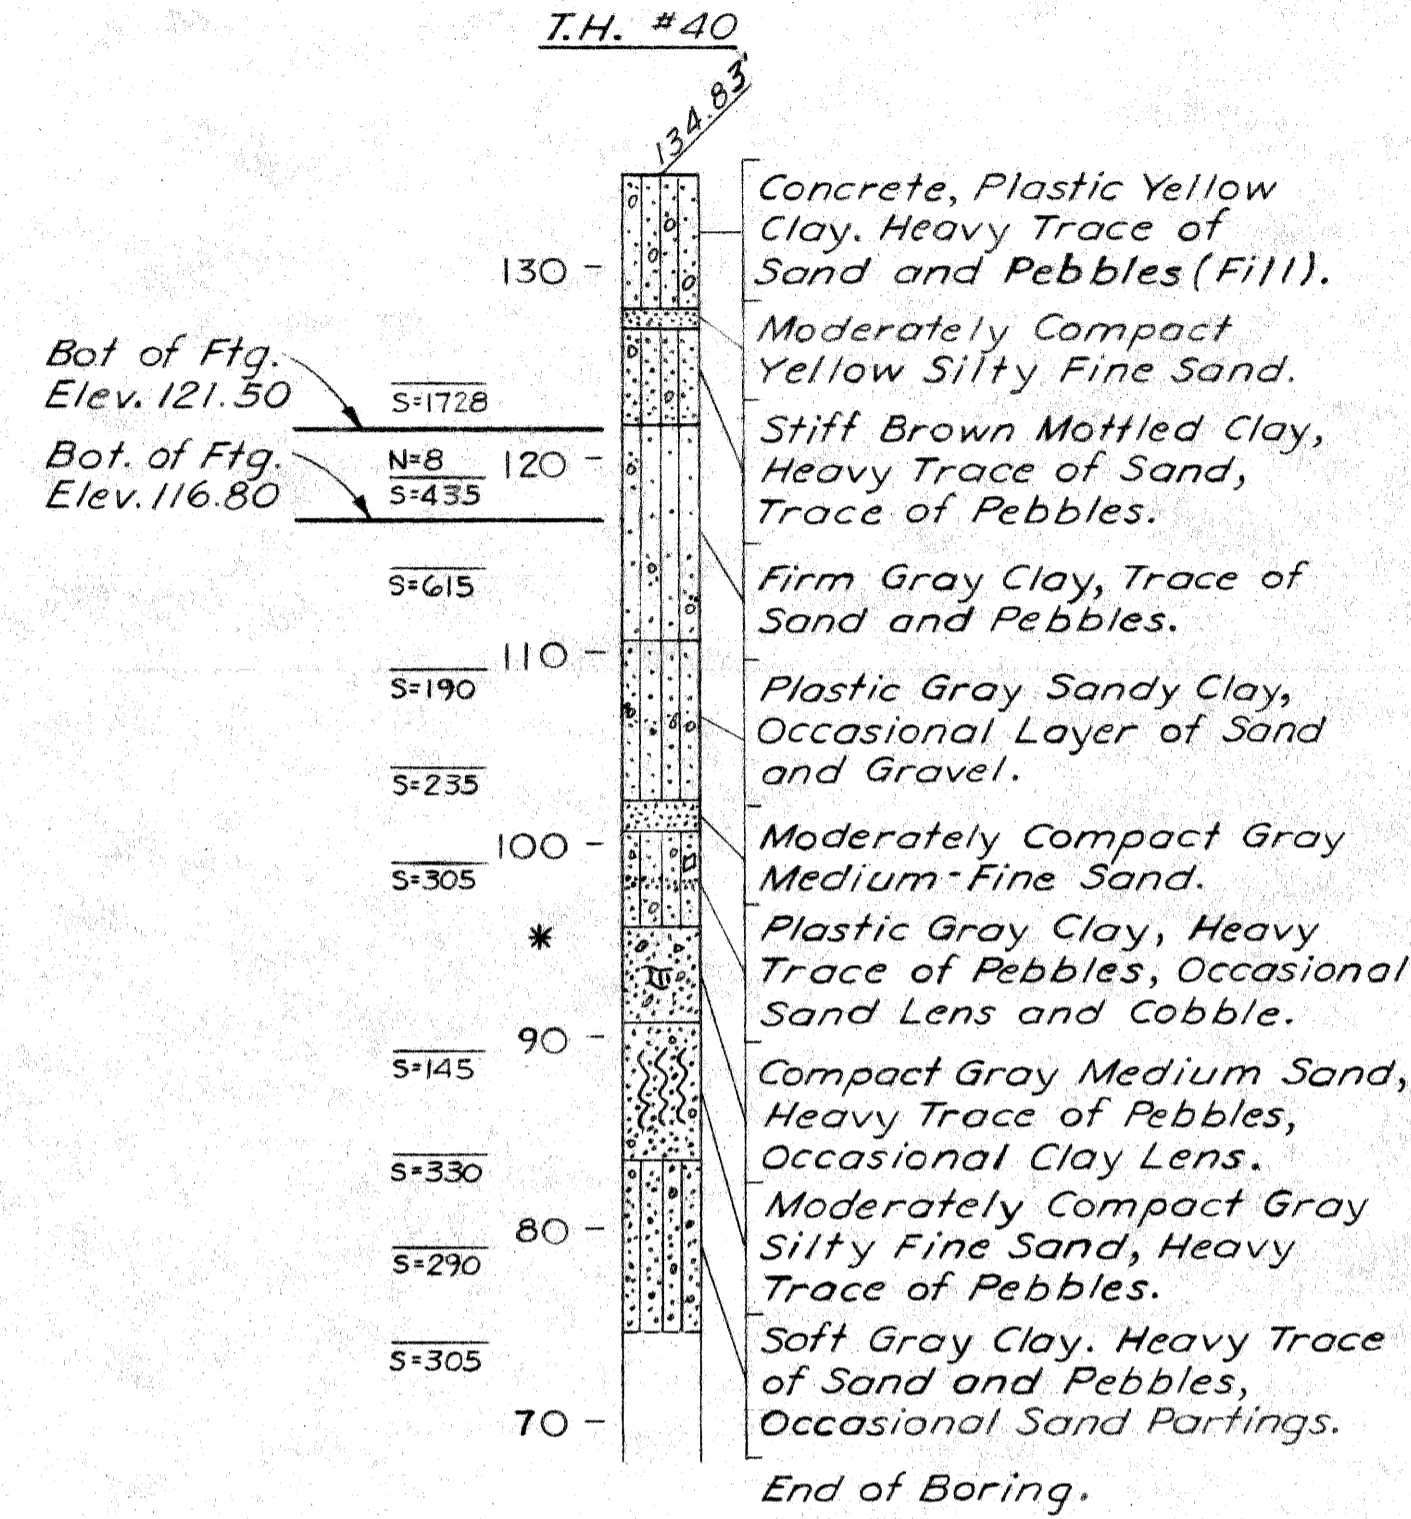 T.H. #40
134.83'
Concrete, Plastic Yellow
Clay. Heavy Trace of
Sand and Pebbles (Fill).
130
Moderately Compact
Yellow Silty Fine Sand.
Bot of Ftg.
Elev. 121.50
S=1728
Stiff Brown Mottled Clay,
Heavy Trace of Sand,
Trace of Pebbles.
Bot. of Ftg.
Elev. 116.80
N=8
S=435
120
S=615
Firm Gray Clay, Trace of
Sand and Pebbles.
110
S=190
Plastic Gray Sandy Clay,
Occasional Layer of Sand
and Gravel.
S=235
100
Moderately Compact Gray
Medium-Fine Sand.
S=305
*
Plastic Gray Clay, Heavy
Trace of Pebbles, Occasional
Sand Lens and Cobble.
90
S=145
Compact Gray Medium Sand,
Heavy Trace of Pebbles,
Occasional Clay Lens.
S=330
80
Moderately Compact Gray
Silty Fine Sand, Heavy
Trace of Pebbles.
S=290
S=305
Soft Gray Clay. Heavy Trace
of Sand and Pebbles,
Occasional Sand Partings.
70
End of Boring.